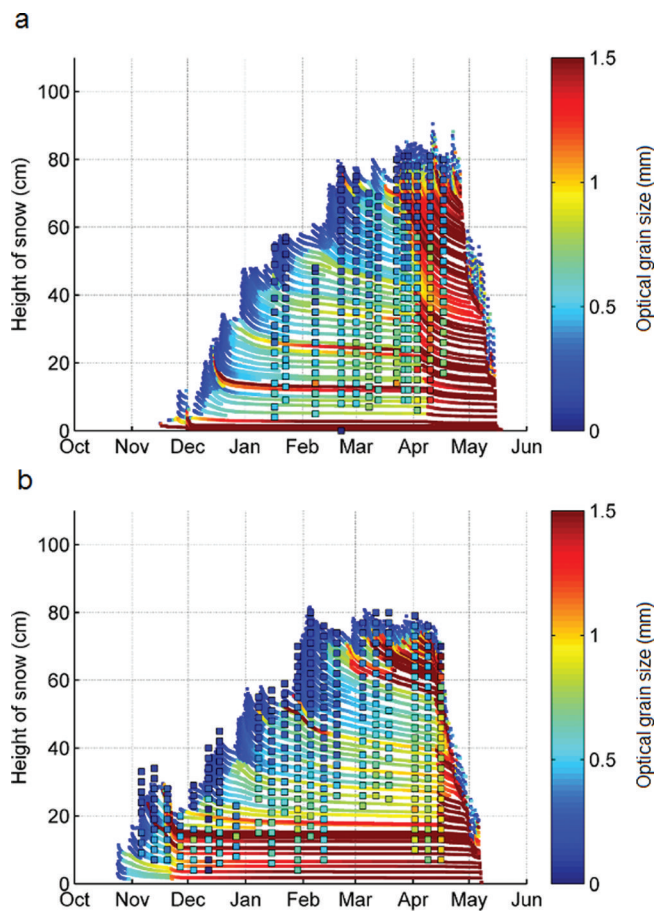 a
100
80
60
40
20
0
Height of snow (cm)
Oct Nov Dec Jan Feb Mar Apr May Jun
1.5
1
0.5
0
Optical grain size (mm)
b
100
80
60
40
20
0
Height of snow (cm)
Oct Nov Dec Jan Feb Mar Apr May Jun
1.5
1
0.5
0
Optical grain size (mm)